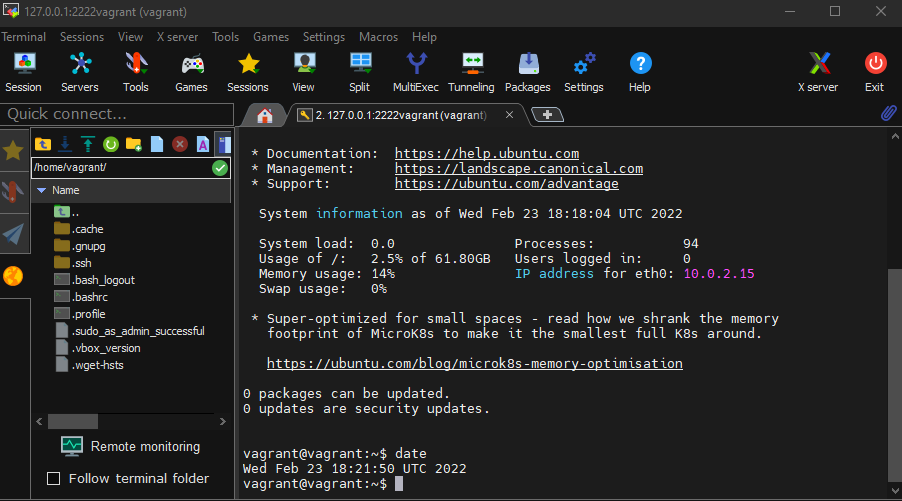 127.0.0.1:2222vagrant (vagrant)
Terminal Sessions View X server Tools Games Settings Macros Help
Session Servers Tools Games Sessions View Split MultiExec Tunneling Packages Settings Help X server Exit
Quick connect...
2. 127.0.0.1:2222vagrant (vagrant)
/home/vagrant/
Name
..
.cache
.gnupg
.ssh
.bash_logout
.bashrc
.profile
.sudo_as_admin_successful
.vbox_version
.wget-hsts
Remote monitoring
Follow terminal folder
* Documentation:  https://help.ubuntu.com
* Management:     https://landscape.canonical.com
* Support:        https://ubuntu.com/advantage
System information as of Wed Feb 23 18:18:04 UTC 2022
System load:  0.0               Processes:           94
Usage of /:   2.5% of 61.80GB   Users logged in:     0
Memory usage: 14%               IP address for eth0: 10.0.2.15
Swap usage:   0%
* Super-optimized for small spaces - read how we shrank the memory
footprint of MicroK8s to make it the smallest full K8s around.
https://ubuntu.com/blog/microk8s-memory-optimisation
0 packages can be updated.
0 updates are security updates.
vagrant@vagrant:~$ date
Wed Feb 23 18:21:50 UTC 2022
vagrant@vagrant:~$